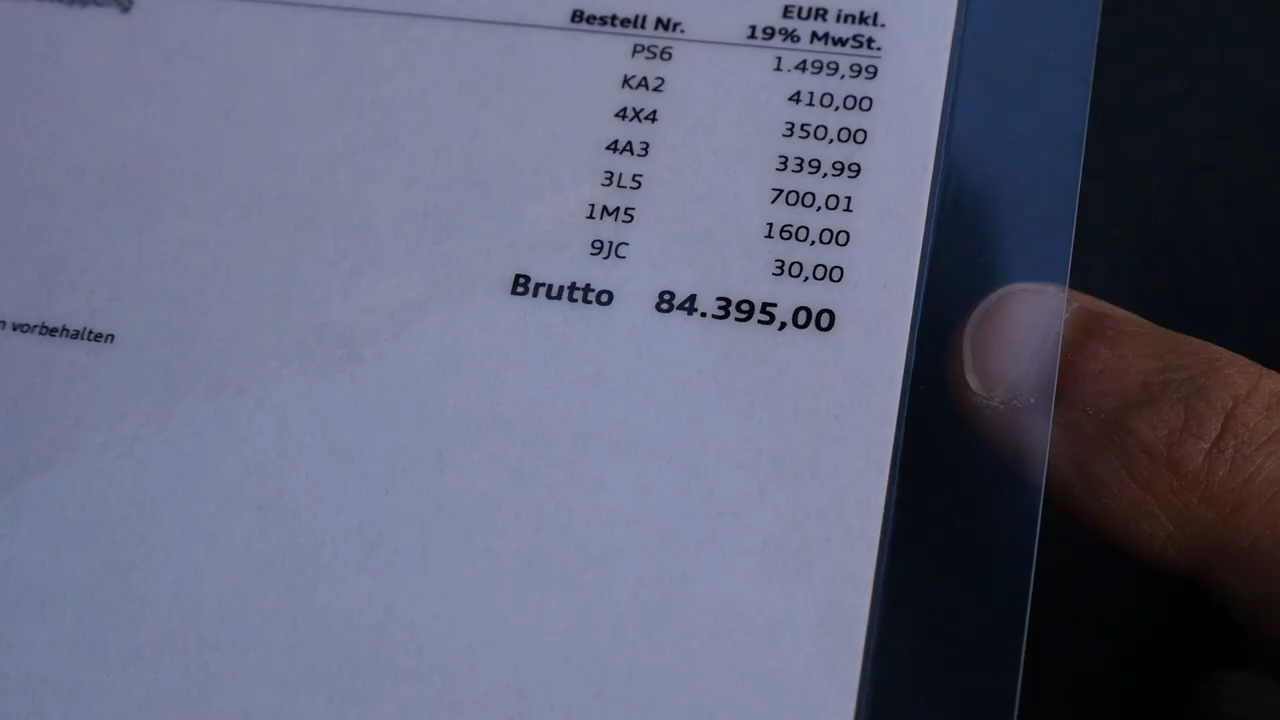 Bestell Nr. EUR inkl.
19% MwSt.
PS6 1.499,99
KA2 410,00
4X4 350,00
4A3 339,99
3L5 700,01
1M5 160,00
9JC 30,00
Brutto 84.395,00
vorbehalten